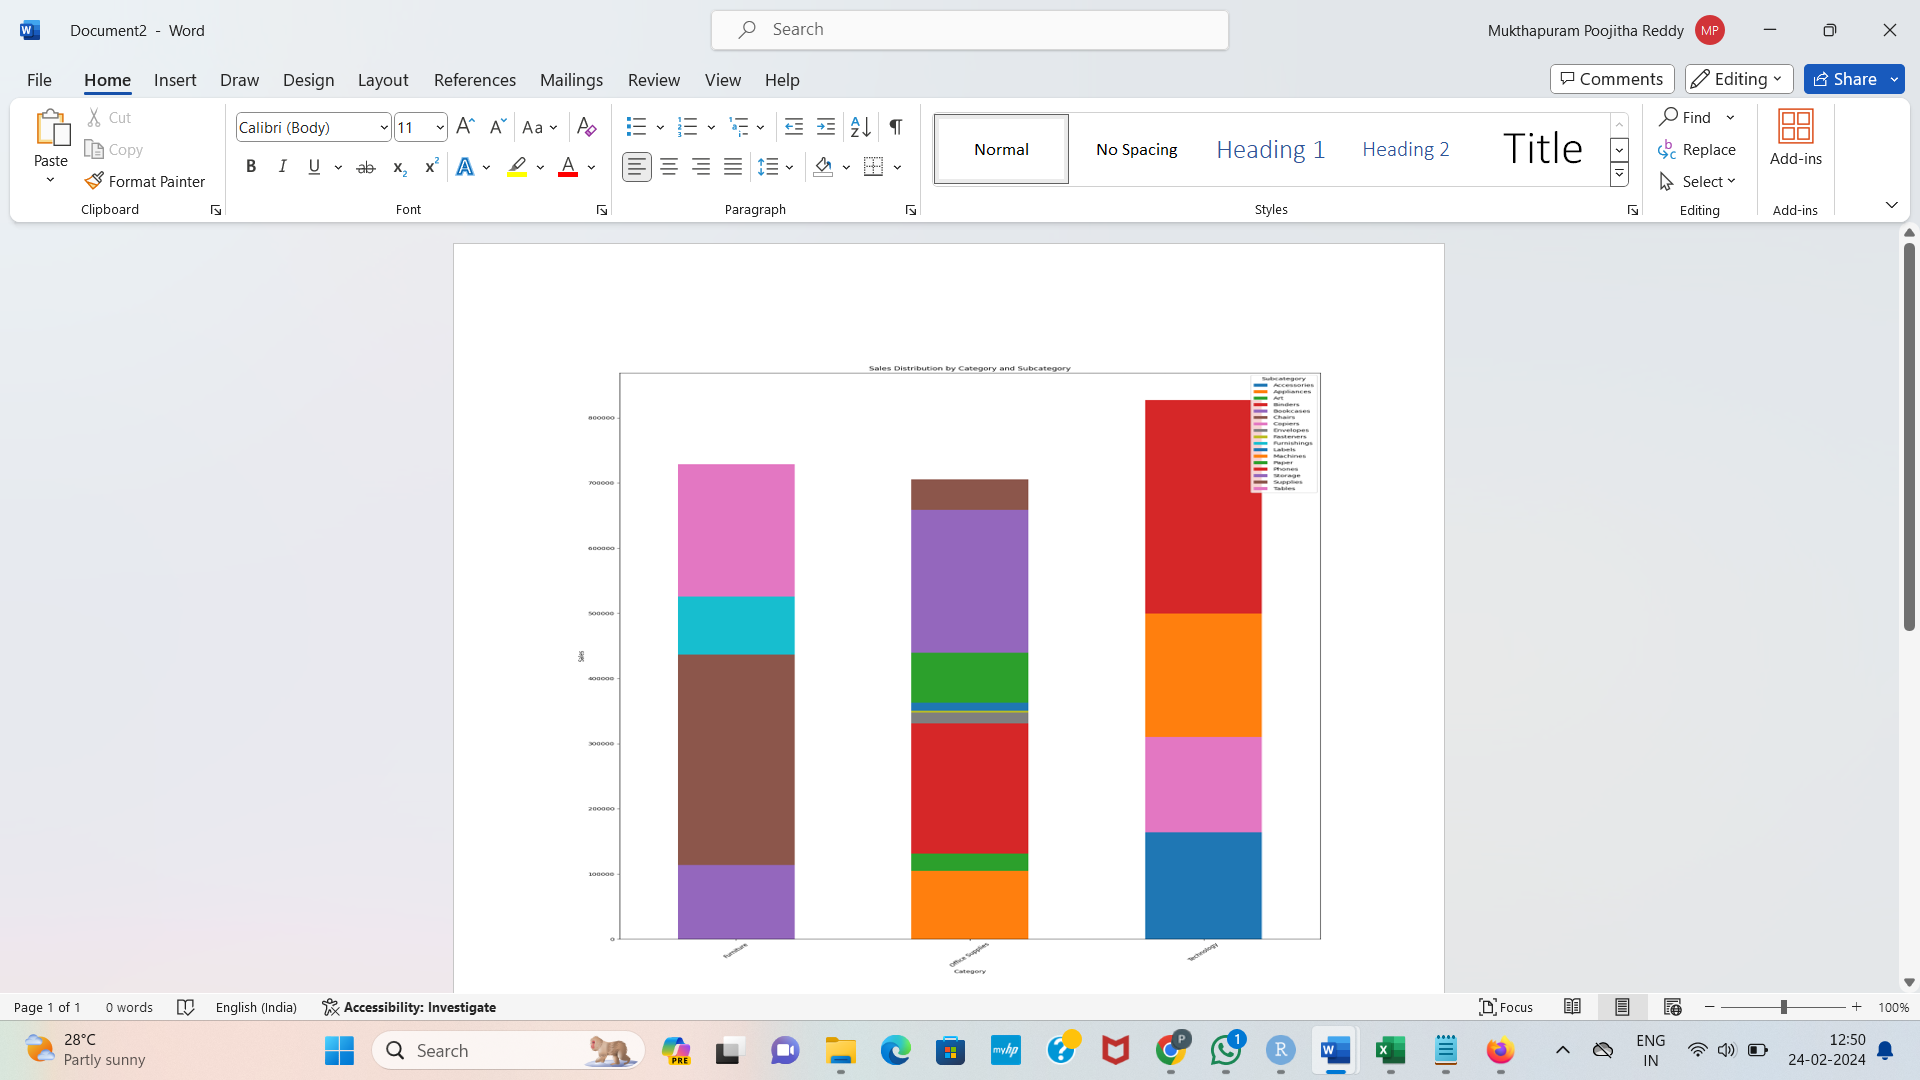 Document2 - Word
Search
Mukthapuram Poojitha Reddy MP
File Home Insert Draw Design Layout References Mailings Review View Help
Comments Editing Share
Paste
Cut
Copy
Format Painter
Clipboard
Calibri (Body) 11
Font
Paragraph
Normal
No Spacing
Heading 1
Heading 2
Title
Styles
Find
Replace
Select
Editing
Add-ins
Add-ins
Sales Distribution by Category and Subcategory
Subcategory
Accessories
Appliances
Art
Binders
Bookcases
Chairs
Copiers
Envelopes
Fasteners
Furnishings
Labels
Machines
Paper
Phones
Storage
Supplies
Tables
800000
700000
600000
500000
400000
300000
200000
100000
0
Sales
Furniture
Office Supplies
Technology
Category
Page 1 of 1 0 words English (India) Accessibility: Investigate
Focus 100%
28°C
Partly sunny
Search
PRE
myhp
P
1
ENG
IN
12:50
24-02-2024